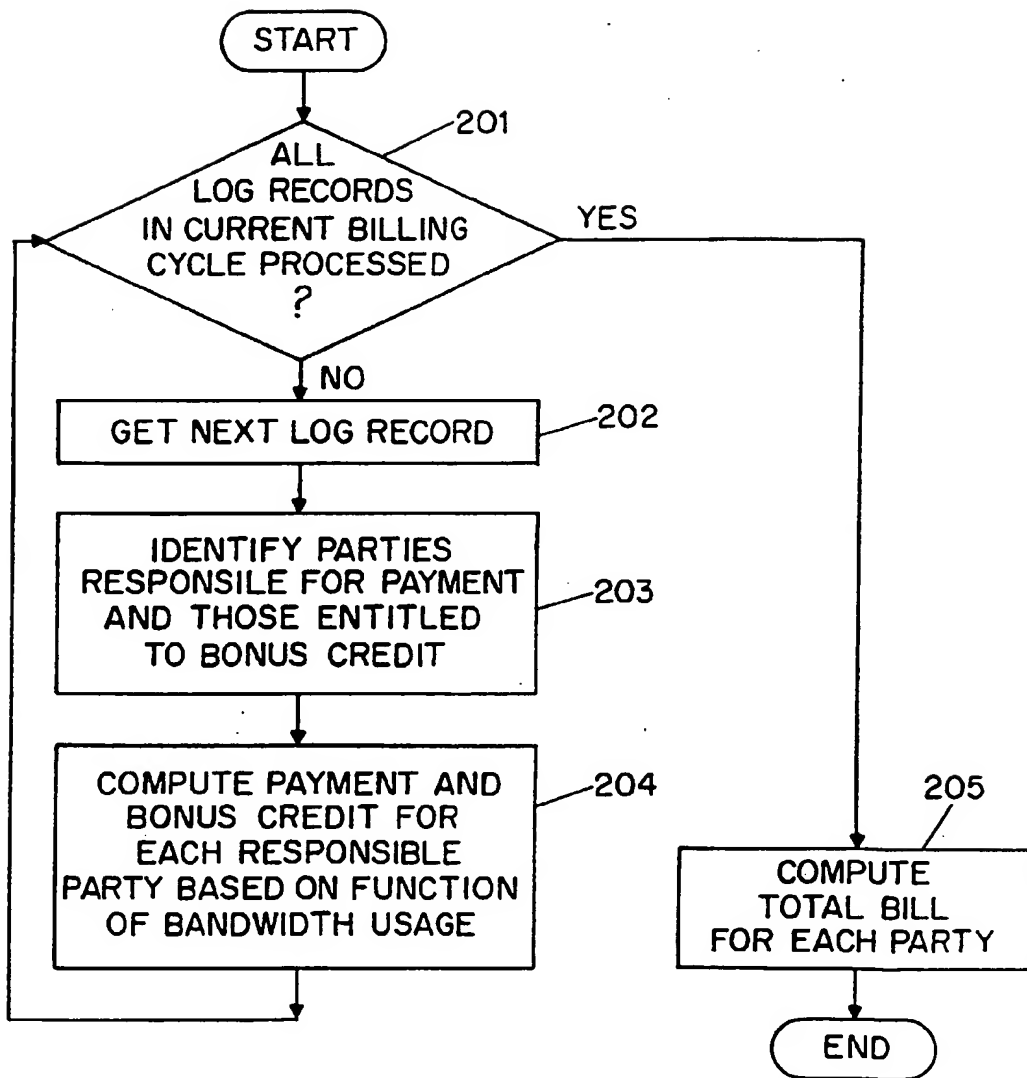 START
201
ALL
LOG RECORDS
IN CURRENT BILLING
CYCLE PROCESSED
?
YES
NO
GET NEXT LOG RECORD
202
IDENTIFY PARTIES
RESPONSILE FOR PAYMENT
AND THOSE ENTITLED
TO BONUS CREDIT
203
COMPUTE PAYMENT AND
BONUS CREDIT FOR
EACH RESPONSIBLE
PARTY BASED ON FUNCTION
OF BANDWIDTH USAGE
204
205
COMPUTE
TOTAL BILL
FOR EACH PARTY
END